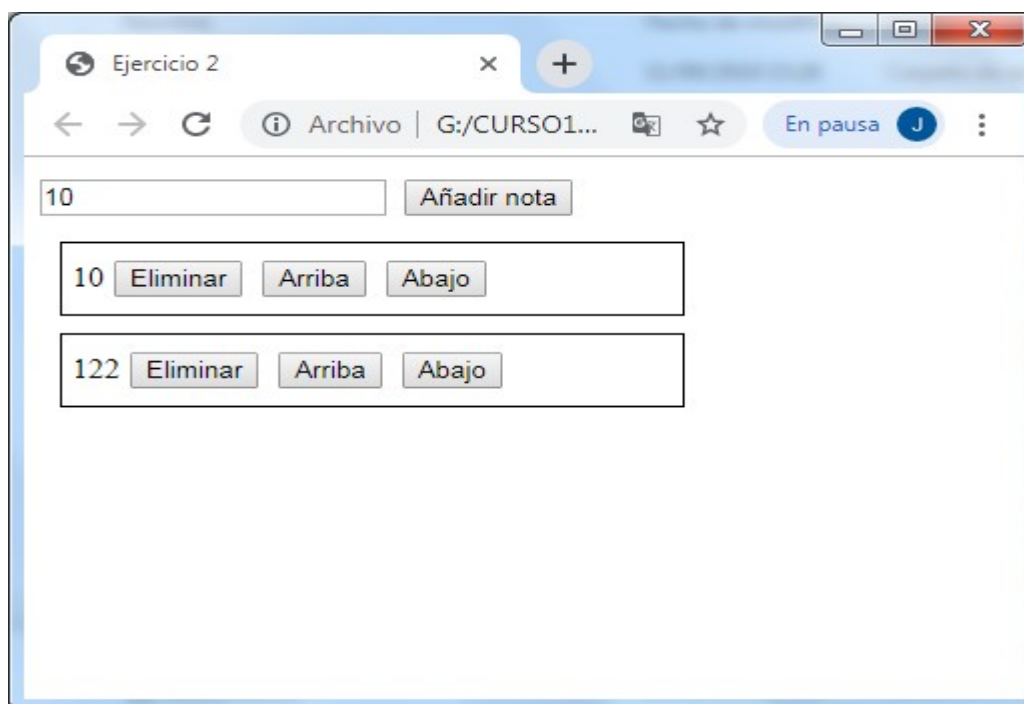 Ejercicio 2
Archivo | G:/CURSO1... En pausa J
10 Añadir nota
10 Eliminar Arriba Abajo
122 Eliminar Arriba Abajo